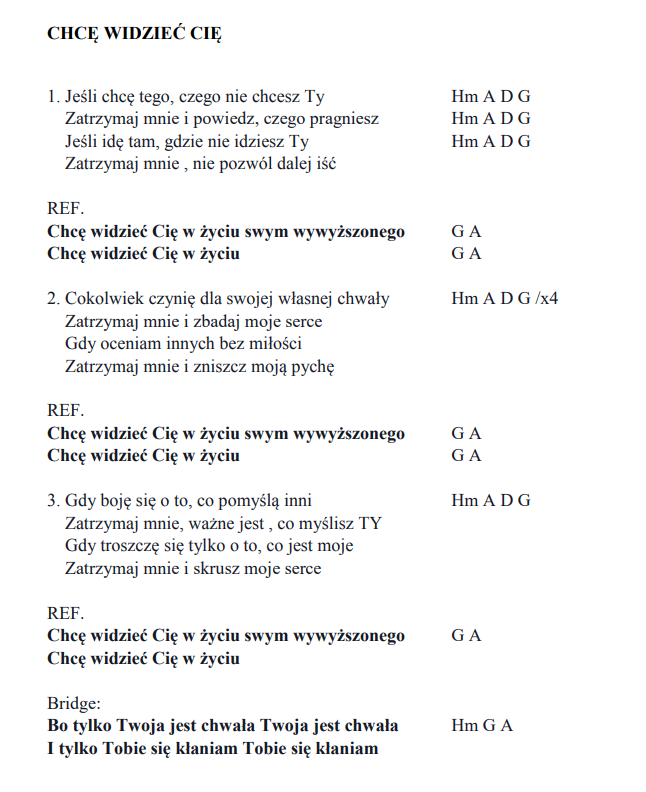 CHCĘ WIDZIEĆ CIĘ
1. Jeśli chcę tego, czego nie chcesz Ty Hm A D G
Zatrzymaj mnie i powiedz, czego pragniesz Hm A D G
Jeśli idę tam, gdzie nie idziesz Ty Hm A D G
Zatrzymaj mnie , nie pozwól dalej iść
REF.
Chcę widzieć Cię w życiu swym wywyższonego G A
Chcę widzieć Cię w życiu G A
2. Cokolwiek czynię dla swojej własnej chwały Hm A D G /x4
Zatrzymaj mnie i zbadaj moje serce
Gdy oceniam innych bez miłości
Zatrzymaj mnie i zniszcz moją pychę
REF.
Chcę widzieć Cię w życiu swym wywyższonego G A
Chcę widzieć Cię w życiu G A
3. Gdy boję się o to, co pomyślą inni Hm A D G
Zatrzymaj mnie, ważne jest , co myślisz TY
Gdy troszczę się tylko o to, co jest moje
Zatrzymaj mnie i skrusz moje serce
REF.
Chcę widzieć Cię w życiu swym wywyższonego G A
Chcę widzieć Cię w życiu
Bridge:
Bo tylko Twoja jest chwała Twoja jest chwała Hm G A
I tylko Tobie się kłaniam Tobie się kłaniam